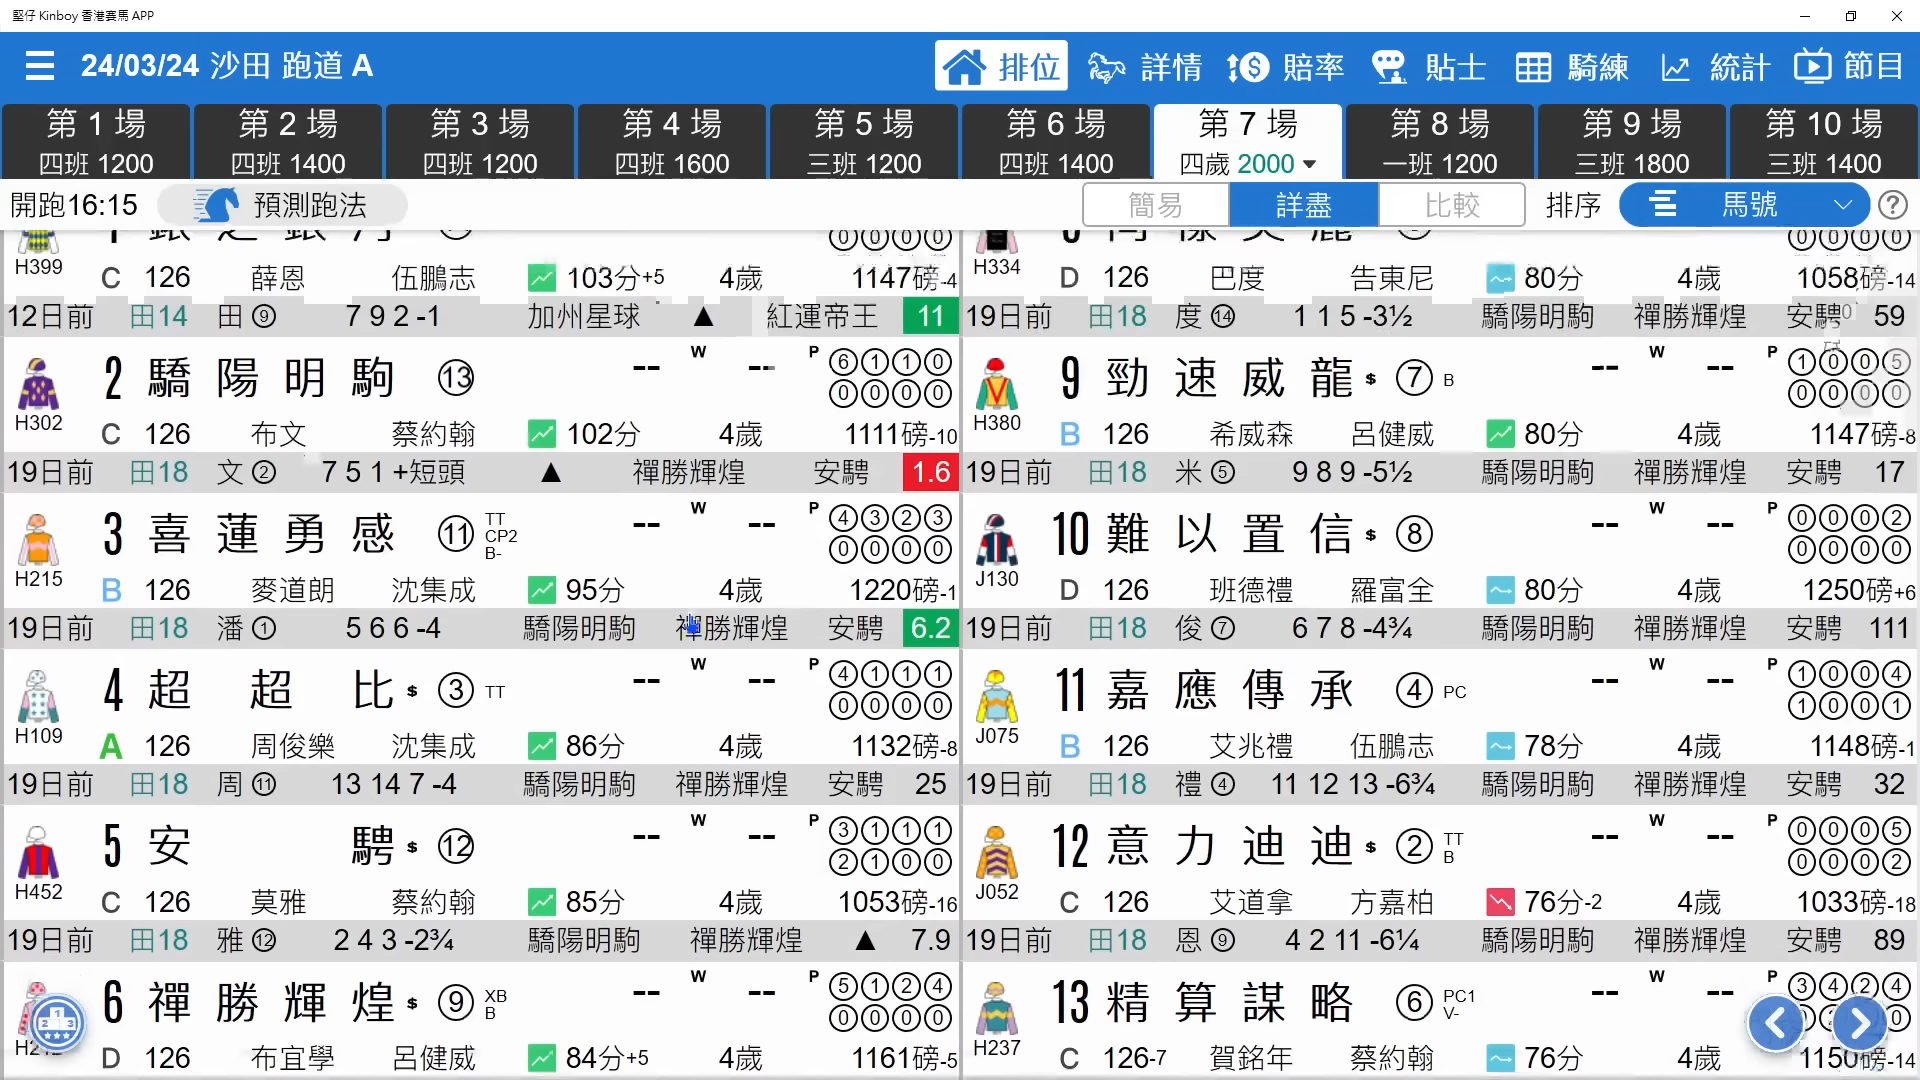 堅仔 Kinboy 香港賽馬 APP
24/03/24 沙田 跑道 A
排位 詳情 賠率 貼士 騎練 統計 節目
第 1 場 第 2 場 第 3 場 第 4 場 第 5 場 第 6 場 第 7 場 第 8 場 第 9 場 第 10 場
四班 1200 四班 1400 四班 1200 四班 1600 三班 1200 四班 1400 四歲 2000 一班 1200 三班 1800 三班 1400
開跑16:15 預測跑法 簡易 詳盡 比較 排序 馬號 ?
H399
C 126 薛恩 伍鵬志 103分+5 4歲 1147磅-4
12日前 田14 田 ⑨ 7 9 2 -1 加州星球 ▲ 紅運帝王 11
2 驕陽明駒 ⑬ -- W -- P ⑥①①⓪
H302 ⓪⓪⓪⓪
C 126 布文 蔡約翰 102分 4歲 1111磅-10
19日前 田18 文 ② 7 5 1 +短頭 ▲ 禪勝輝煌 安騁 1.6
3 喜蓮勇感 ⑪ TT CP2 B- -- W -- P ④③②③
H215 ⓪⓪⓪⓪
B 126 麥道朗 沈集成 95分 4歲 1220磅-1
19日前 田18 潘 ① 5 6 6 -4 驕陽明駒 禪勝輝煌 安騁 6.2
4 超超比 $ ③ TT -- W -- P ④①①①
H109 ⓪⓪⓪⓪
A 126 周俊樂 沈集成 86分 4歲 1132磅-8
19日前 田18 周 ⑪ 13 14 7 -4 驕陽明駒 禪勝輝煌 安騁 25
5 安騁 $ ⑫ -- W -- P ③①①①
H452 ②①⓪⓪
C 126 莫雅 蔡約翰 85分 4歲 1053磅-16
19日前 田18 雅 ⑫ 2 4 3 -2¾ 驕陽明駒 禪勝輝煌 ▲ 7.9
6 禪勝輝煌 $ ⑨ XB B -- W -- P ⑤①②④
⓪⓪⓪⓪
D 126 布宜學 呂健威 84分+5 4歲 1161磅-5
H334
D 126 巴度 告東尼 80分 4歲 1058磅-14
19日前 田18 度 ⑭ 1 1 5 -3½ 驕陽明駒 禪勝輝煌 安騁 59
9 勁速威龍 $ ⑦ B -- W -- P ①⓪⓪⑤
H380 ⓪⓪⓪⓪
B 126 希威森 呂健威 80分 4歲 1147磅-8
19日前 田18 米 ⑤ 9 8 9 -5½ 驕陽明駒 禪勝輝煌 安騁 17
10 難以置信 $ ⑧ -- W -- P ⓪⓪⓪②
J130 ⓪⓪⓪⓪
D 126 班德禮 羅富全 80分 4歲 1250磅+6
19日前 田18 俊 ⑦ 6 7 8 -4¾ 驕陽明駒 禪勝輝煌 安騁 111
11 嘉應傳承 ④ PC -- W -- P ①⓪⓪④
J075 ①⓪⓪①
B 126 艾兆禮 伍鵬志 78分 4歲 1148磅-1
19日前 田18 禮 ④ 11 12 13 -6¾ 驕陽明駒 禪勝輝煌 安騁 32
12 意力迪迪 $ ② TT B -- W -- P ⓪⓪⓪⑤
J052 ⓪⓪⓪②
C 126 艾道拿 方嘉柏 76分-2 4歲 1033磅-18
19日前 田18 恩 ⑨ 4 2 11 -6¼ 驕陽明駒 禪勝輝煌 安騁 89
13 精算謀略 ⑥ PC1 V- -- W -- P ③④②④
H237
C 126-7 賀銘年 蔡約翰 76分 4歲 1150磅-14